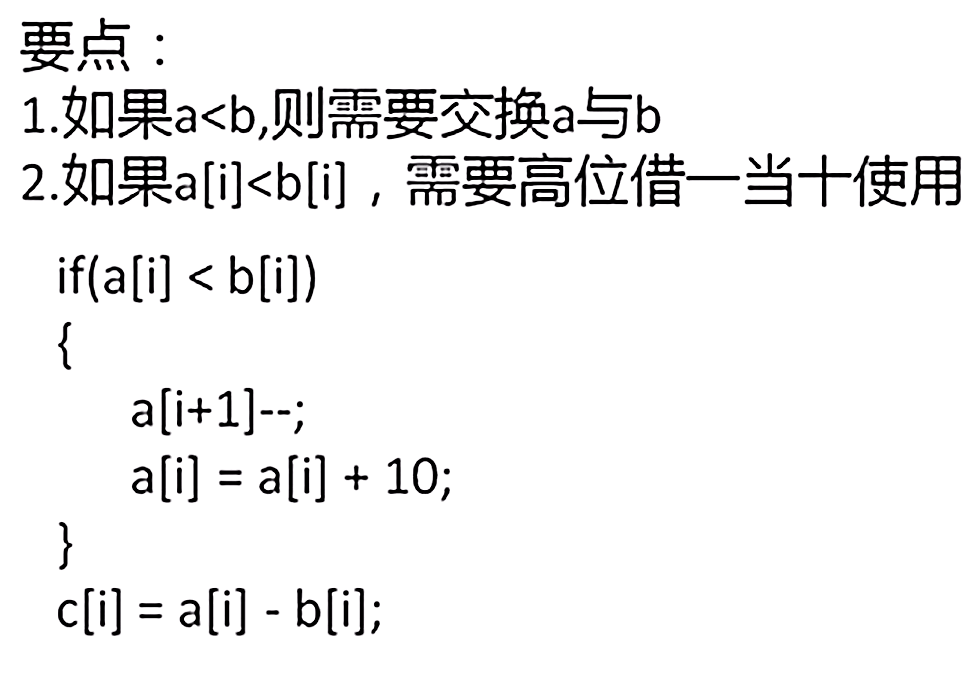 要点：
1.如果a<b,则需要交换a与b
2.如果a[i]<b[i]，需要高位借一当十使用
if(a[i] < b[i])
{
a[i+1]--;
a[i] = a[i] + 10;
}
c[i] = a[i] - b[i];